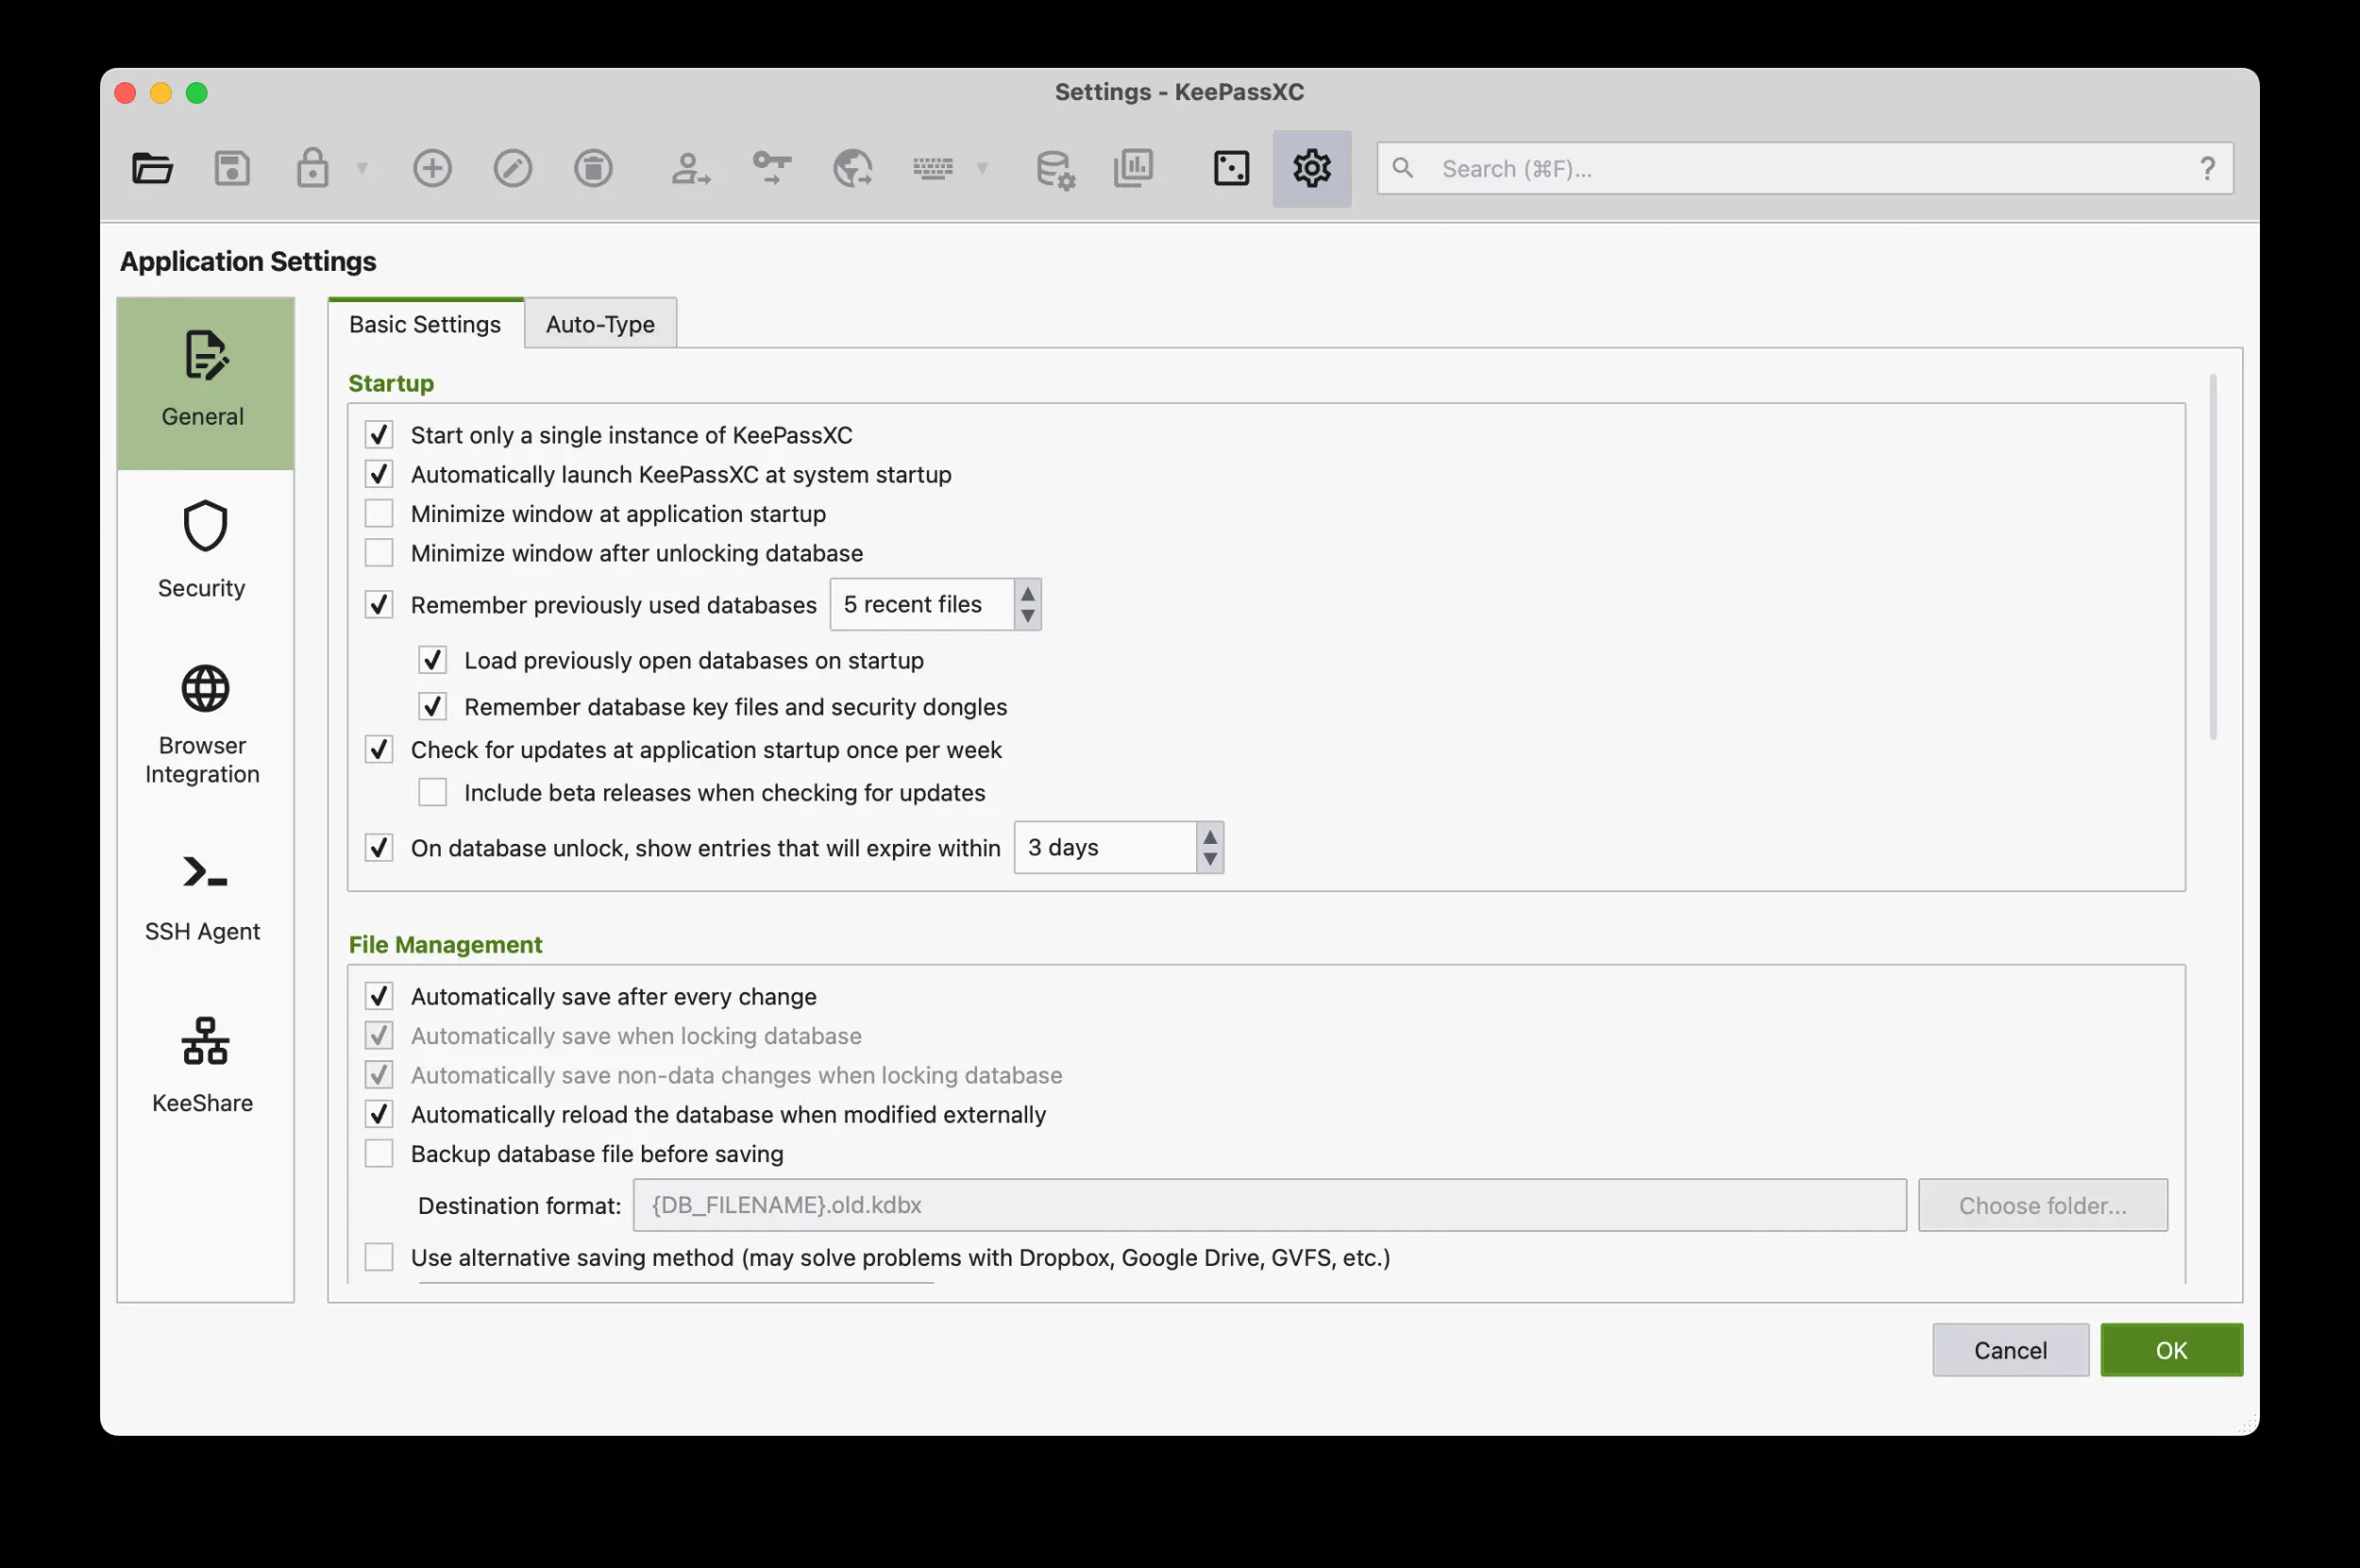 Settings - KeePassXC
Search (⌘F)...
?
Application Settings
General
Security
Browser
Integration
SSH Agent
KeeShare
Basic Settings
Auto-Type
Startup
Start only a single instance of KeePassXC
Automatically launch KeePassXC at system startup
Minimize window at application startup
Minimize window after unlocking database
Remember previously used databases 5 recent files
Load previously open databases on startup
Remember database key files and security dongles
Check for updates at application startup once per week
Include beta releases when checking for updates
On database unlock, show entries that will expire within 3 days
File Management
Automatically save after every change
Automatically save when locking database
Automatically save non-data changes when locking database
Automatically reload the database when modified externally
Backup database file before saving
Destination format: {DB_FILENAME}.old.kdbx Choose folder...
Use alternative saving method (may solve problems with Dropbox, Google Drive, GVFS, etc.)
Cancel
OK